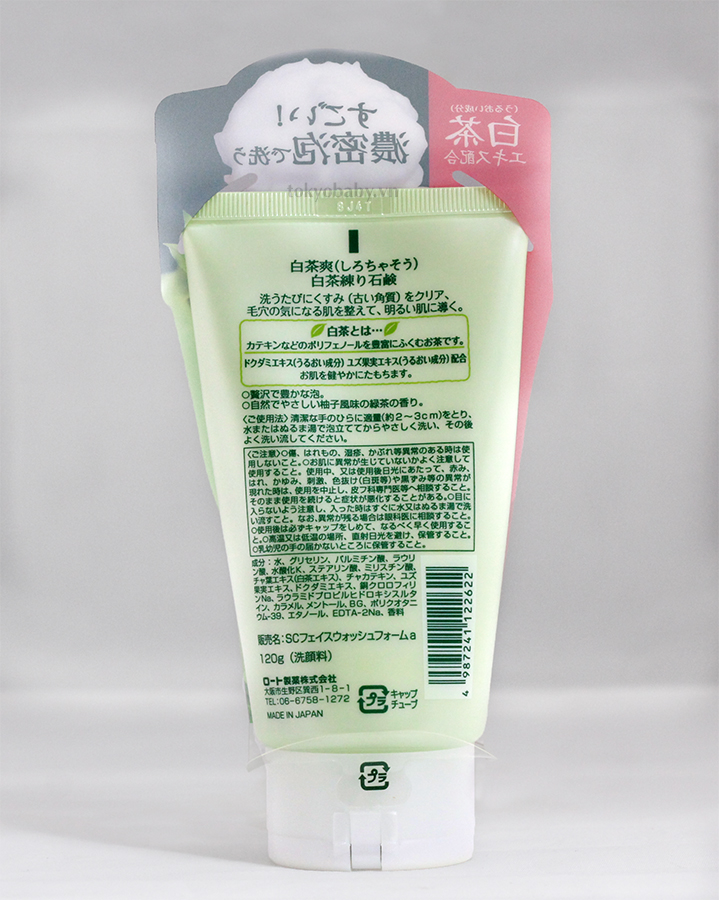 すごい!
濃密泡で洗う
(うるおい成分)
白茶
エキス配合
tokyobaby.vn
SJ4T
白茶爽(しろちゃそう)
白茶練り石鹸
洗うたびにくすみ(古い角質)をクリア、
毛穴の気になる肌を整えて、明るい肌に導く。
白茶とは…
カテキンなどのポリフェノールを豊富にふくむお茶です。
ドクダミエキス(うるおい成分) ユズ果実エキス(うるおい成分) 配合
お肌を健やかにたもちます。
○贅沢で豊かな泡。
○自然でやさしい柚子風味の緑茶の香り。
〈ご使用法〉清潔な手のひらに適量(約2～3cm)をとり、
水またはぬるま湯で泡立ててからやさしく洗い、その後
よく洗い流してください。
〈ご注意〉○傷、はれもの、湿疹、かぶれ等異常のある時は使
用しないこと。○お肌に異常が生じていないかよく注意して
使用すること。使用中、又は使用後日光にあたって、赤み、
はれ、かゆみ、刺激、色抜け(白斑等)や黒ずみ等の異常が
現れた時は、使用を中止し、皮フ科専門医等へ相談すること。
そのまま使用を続けると症状が悪化することがある。○目に
入らないよう注意し、入った時はすぐに水又はぬるま湯で洗
い流すこと。なお、異常が残る場合は眼科医に相談すること。
○使用後は必ずキャップをしめて、なるべく早く使用するこ
と。○高温又は低温の場所、直射日光を避け、保管すること。
○乳幼児の手の届かないところに保管すること。
成分：水、グリセリン、パルミチン酸、ラウリ
ン酸、水酸化K、ステアリン酸、ミリスチン酸、
チャ葉エキス(白茶エキス)、チャカテキン、ユズ
果実エキス、ドクダミエキス、銅クロロフィ
リンNa、ラウラミドプロピルヒドロキシスルタ
イン、カラメル、メントール、BG、ポリクオタニ
ウム-39、エタノール、EDTA-2Na、香料
販売名：SCフェイスウォッシュフォームa
120g (洗顔料)
ロート製薬株式会社
大阪市生野区巽西1-8-1
TEL:06-6758-1272
MADE IN JAPAN
プラ
キャップ
チューブ
4 987241 122622
プラ